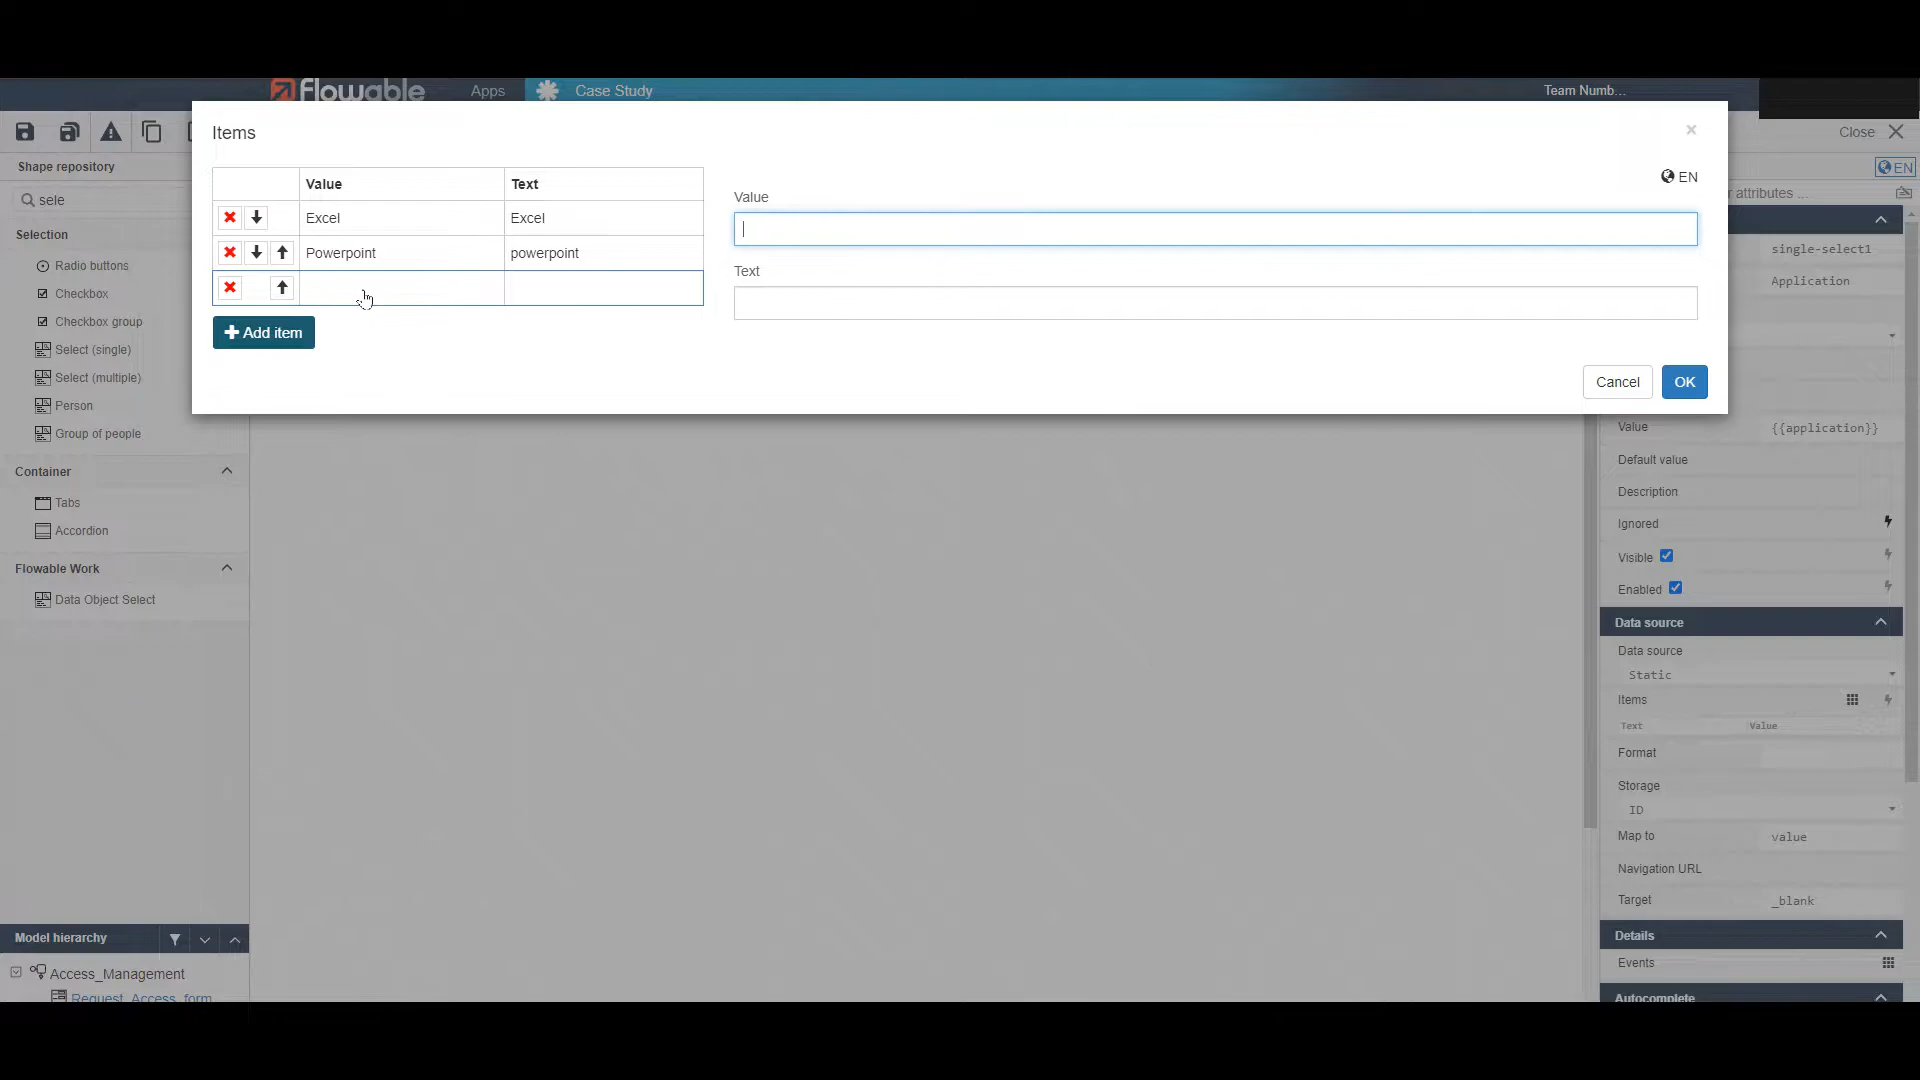 flowable
Apps
Case Study
Team Numb...
Close
Items
EN
Shape repository
EN
sele
Value
Text
Value
r attributes ....
Excel
Excel
Selection
Powerpoint
powerpoint
Text
single-select1
Radio buttons
Application
Checkbox
Checkbox group
Add item
Select (single)
Select (multiple)
Cancel
OK
Person
Group of people
Value
{{application}}
Default value
Container
Description
Tabs
Ignored
Accordion
Visible
Flowable Work
Enabled
Data Object Select
Data source
Data source
Static
Items
Text
Value
Format
Storage
ID
Map to
value
Navigation URL
Target
_blank
Model hierarchy
Details
Access_Management
Events
Request_Access_form
Autocomplete